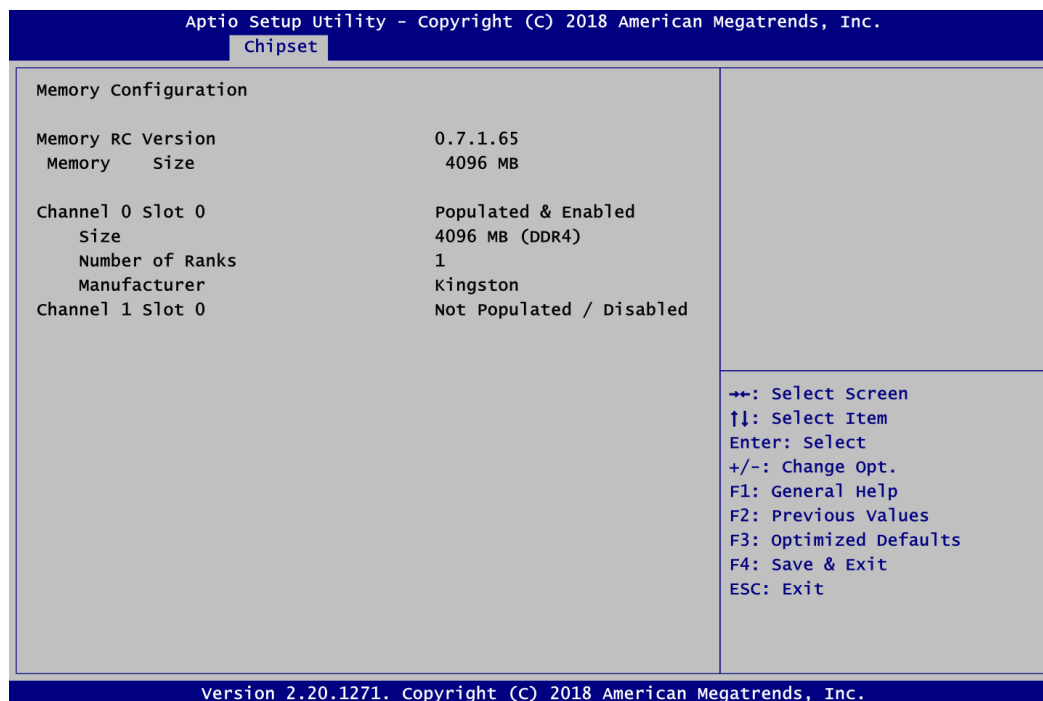 Aptio Setup Utility – Copyright (C) 2018 American Megatrends, Inc.
Chipset
Memory Configuration
Memory RC Version 0.7.1.65
Memory Size 4096 MB
Channel 0 Slot 0 Populated & Enabled
Size 4096 MB (DDR4)
Number of Ranks 1
Manufacturer Kingston
Channel 1 Slot 0 Not Populated / Disabled
→←: Select Screen
↑↓: Select Item
Enter: Select
+/-: Change Opt.
F1: General Help
F2: Previous Values
F3: Optimized Defaults
F4: Save & Exit
ESC: Exit
Version 2.20.1271. Copyright (C) 2018 American Megatrends, Inc.